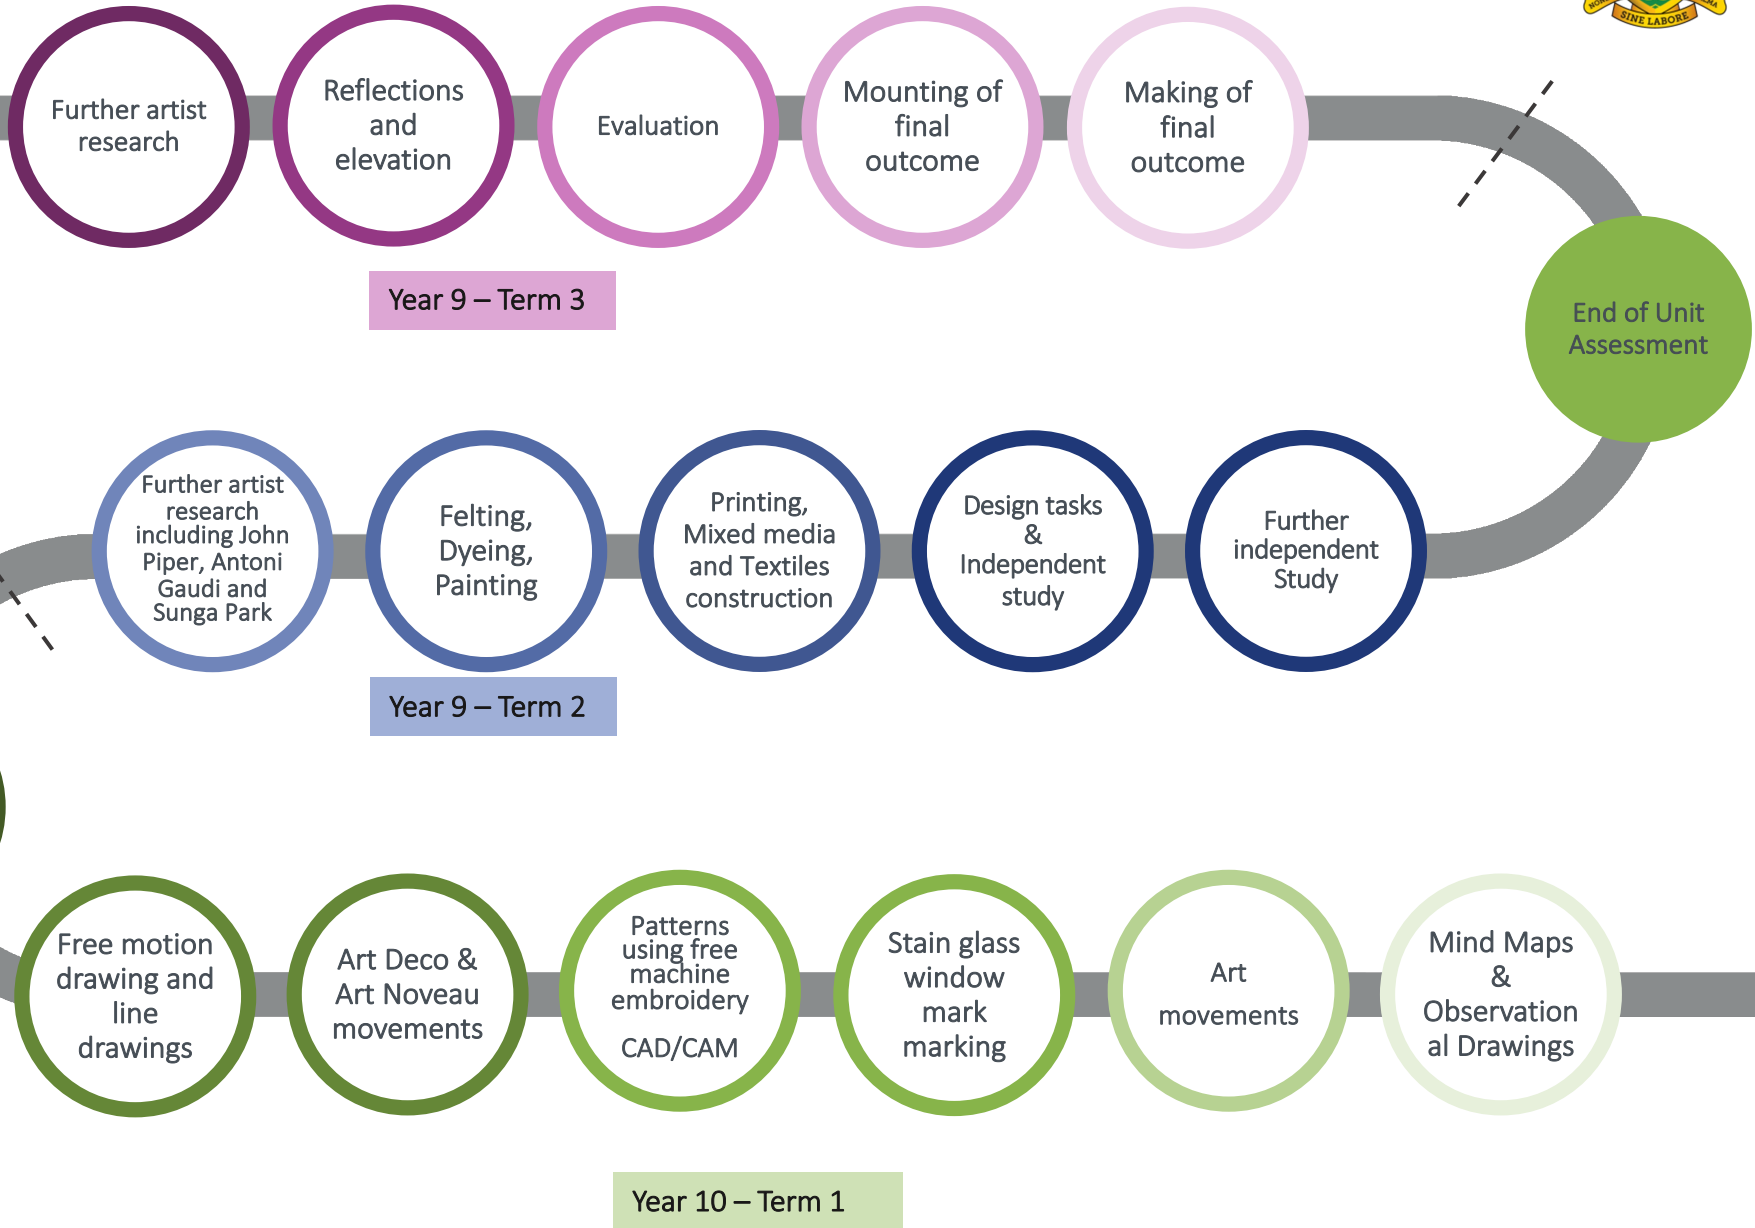 SINE LABORE
Further artist
research
Reflections
and
elevation
Evaluation
Mounting of
final
outcome
Making of
final
outcome
Year 9 – Term 3
End of Unit
Assessment
Further artist
research
including John
Piper, Antoni
Gaudi and
Sunga Park
Felting,
Dyeing,
Painting
Printing,
Mixed media
and Textiles
construction
Design tasks
&
Independent
study
Further
independent
Study
Year 9 – Term 2
Free motion
drawing and
line
drawings
Art Deco &
Art Noveau
movements
Patterns
using free
machine
embroidery
CAD/CAM
Stain glass
window
mark
marking
Art
movements
Mind Maps
&
Observation
al Drawings
Year 10 – Term 1